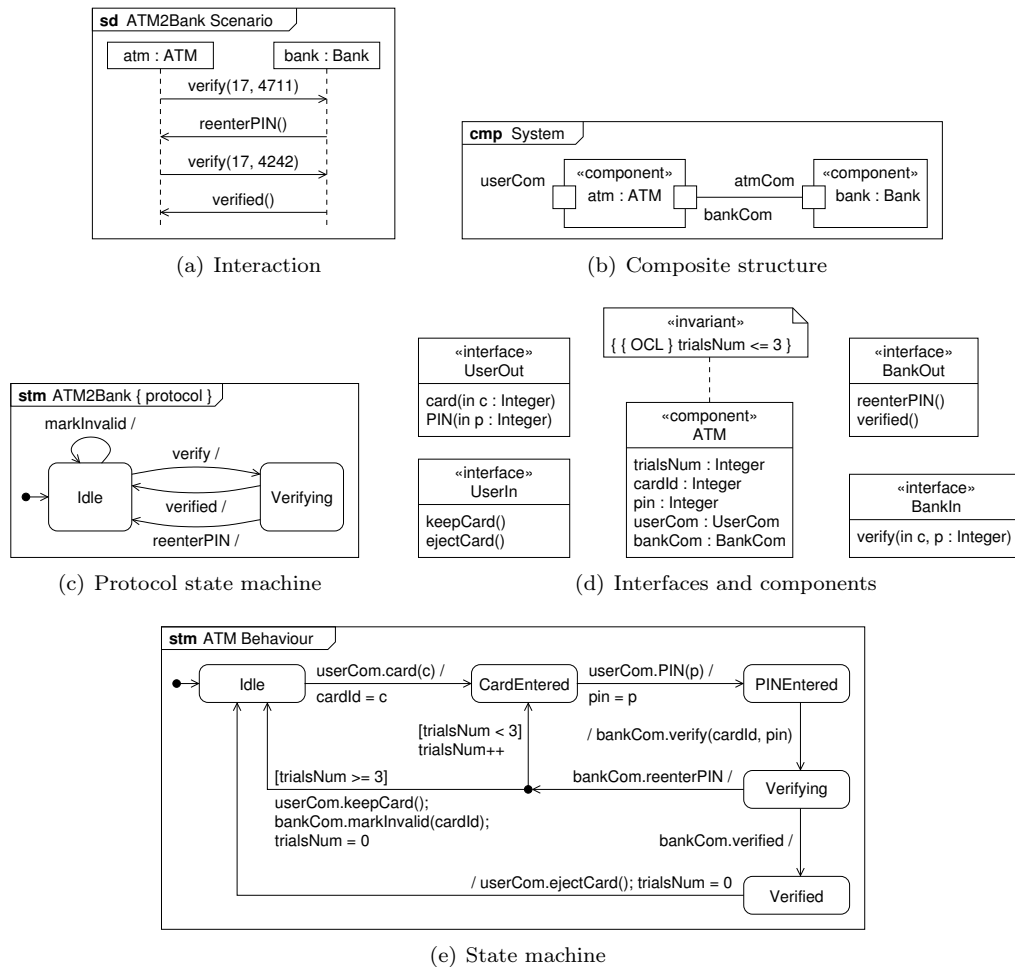 sd ATM2Bank Scenario
atm : ATM
bank : Bank
verify(17, 4711)
reenterPIN()
verify(17, 4242)
verified()
(a) Interaction
cmp System
userCom
«component»
atm : ATM
bankCom
atmCom
«component»
bank : Bank
(b) Composite structure
stm ATM2Bank { protocol }
markInvalid /
Idle
verify /
verified /
reenterPIN /
Verifying
(c) Protocol state machine
«interface»
UserOut
card(in c : Integer)
PIN(in p : Integer)
«interface»
UserIn
keepCard()
ejectCard()
«invariant»
{ { OCL } trialsNum <= 3 }
«component»
ATM
trialsNum : Integer
cardId : Integer
pin : Integer
userCom : UserCom
bankCom : BankCom
«interface»
BankOut
reenterPIN()
verified()
«interface»
BankIn
verify(in c, p : Integer)
(d) Interfaces and components
stm ATM Behaviour
Idle
userCom.card(c) /
cardId = c
CardEntered
userCom.PIN(p) /
pin = p
PINEntered
[trialsNum < 3]
trialsNum++
/ bankCom.verify(cardId, pin)
[trialsNum >= 3]
userCom.keepCard();
bankCom.markInvalid(cardId);
trialsNum = 0
bankCom.reenterPIN /
Verifying
bankCom.verified /
/ userCom.ejectCard(); trialsNum = 0
Verified
(e) State machine